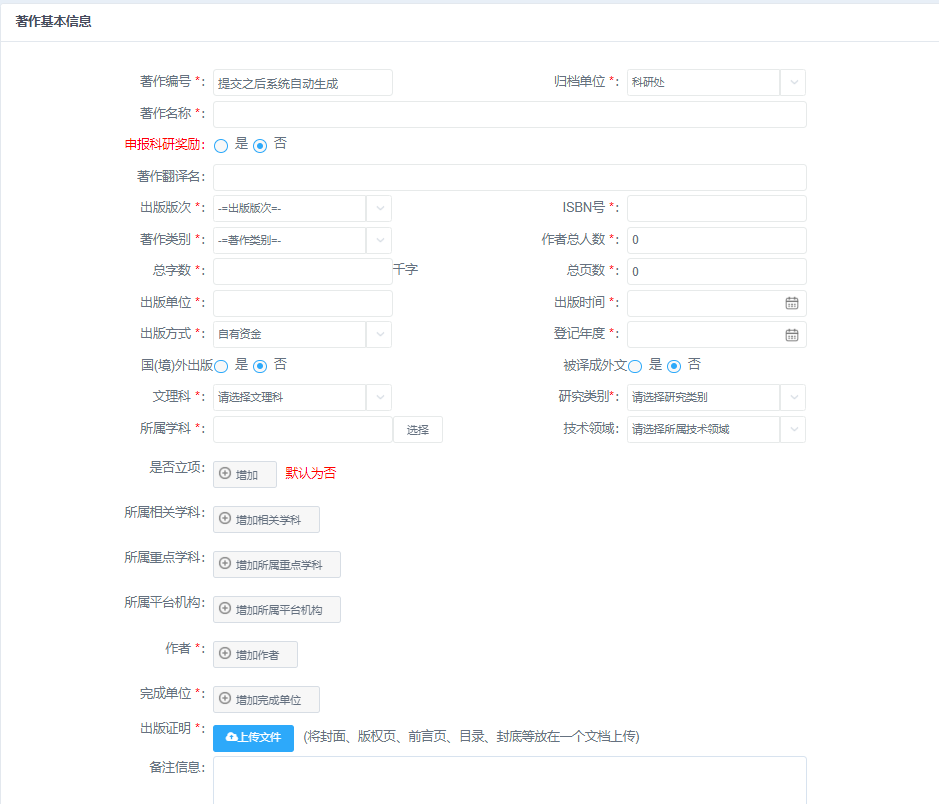 著作基本信息
著作编号 *: 提交之后系统自动生成 归档单位 *: 科研处
著作名称 *:
申报科研奖励: 是 否
著作翻译名:
出版版次 *: -=出版版次=- ISBN号 *:
著作类别 *: -=著作类别=- 作者总人数 *: 0
总字数 *: 千字 总页数 *: 0
出版单位 *: 出版时间 *:
出版方式 *: 自有资金 登记年度 *:
国(境)外出版 是 否 被译成外文 是 否
文理科 *: 请选择文理科 研究类别*: 请选择研究类别
所属学科 *: 选择 技术领域: 请选择所属技术领域
是否立项: 增加 默认为否
所属相关学科: 增加相关学科
所属重点学科: 增加所属重点学科
所属平台机构: 增加所属平台机构
作者 *: 增加作者
完成单位 *: 增加完成单位
出版证明 *: 上传文件 (将封面、版权页、前言页、目录、封底等放在一个文档上传)
备注信息: